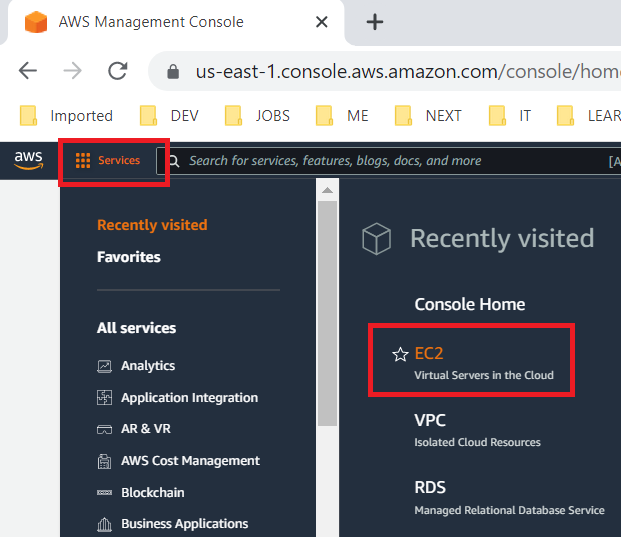 AWS Management Console
us-east-1.console.aws.amazon.com/console/hom
Imported DEV JOBS ME NEXT IT LEAR
aws Services Search for services, features, blogs, docs, and more [A
Recently visited
Favorites
All services
Analytics
Application Integration
AR & VR
AWS Cost Management
Blockchain
Business Applications
Recently visited
Console Home
EC2
Virtual Servers in the Cloud
VPC
Isolated Cloud Resources
RDS
Managed Relational Database Service